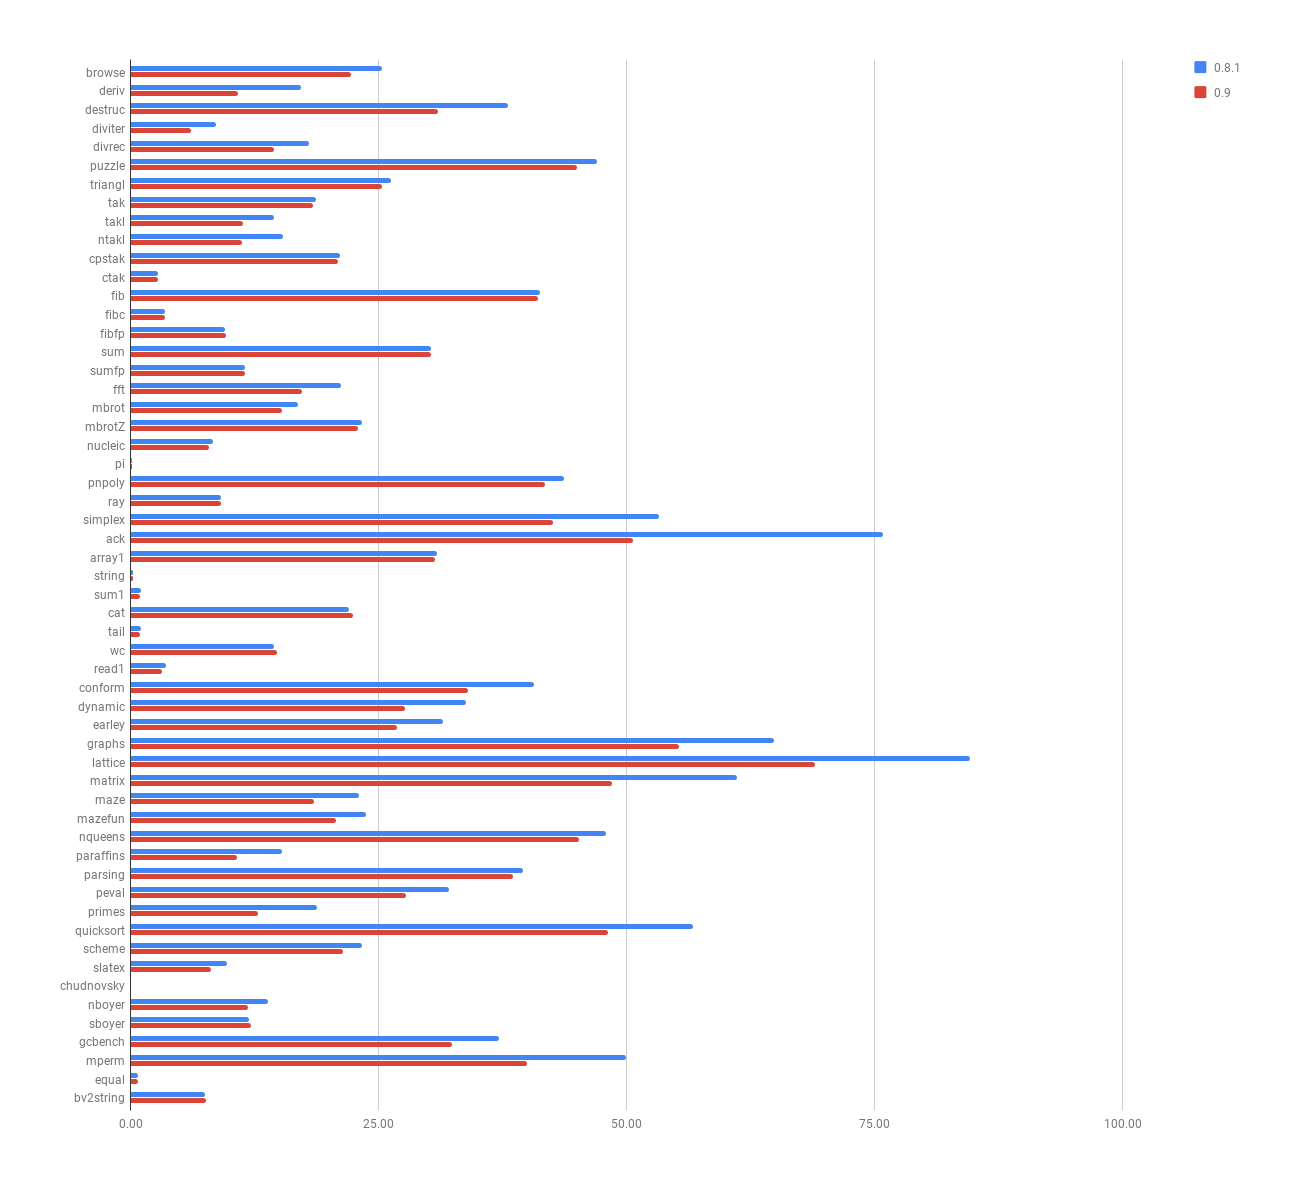 0.8.1
0.9
browse
deriv
destruc
diviter
divrec
puzzle
triangl
tak
takl
ntakl
cpstak
ctak
fib
fibc
fibfp
sum
sumfp
fft
mbrot
mbrotZ
nucleic
pi
pnpoly
ray
simplex
ack
array1
string
sum1
cat
tail
wc
read1
conform
dynamic
earley
graphs
lattice
matrix
maze
mazefun
nqueens
paraffins
parsing
peval
primes
quicksort
scheme
slatex
chudnovsky
nboyer
sboyer
gcbench
mperm
equal
bv2string
0.00 25.00 50.00 75.00 100.00